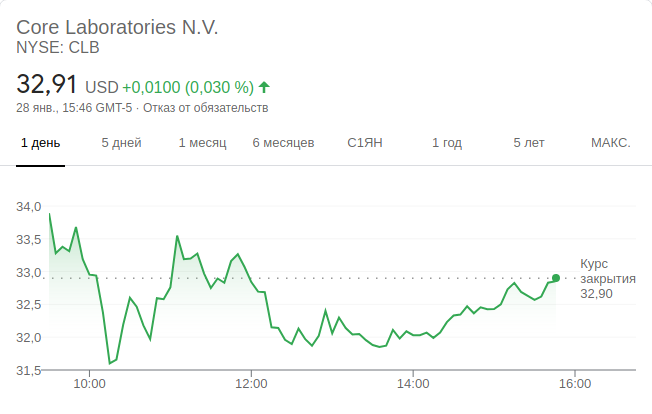 Core Laboratories N.V.
NYSE: CLB
32,91 USD +0,0100 (0,030 %)
28 янв., 15:46 GMT-5 · Отказ от обязательств
1 день 5 дней 1 месяц 6 месяцев С1ЯН 1 год 5 лет МАКС.
34,0
33,5
33,0
32,5
32,0
31,5
Курс
закрытия
32,90
10:00 12:00 14:00 16:00